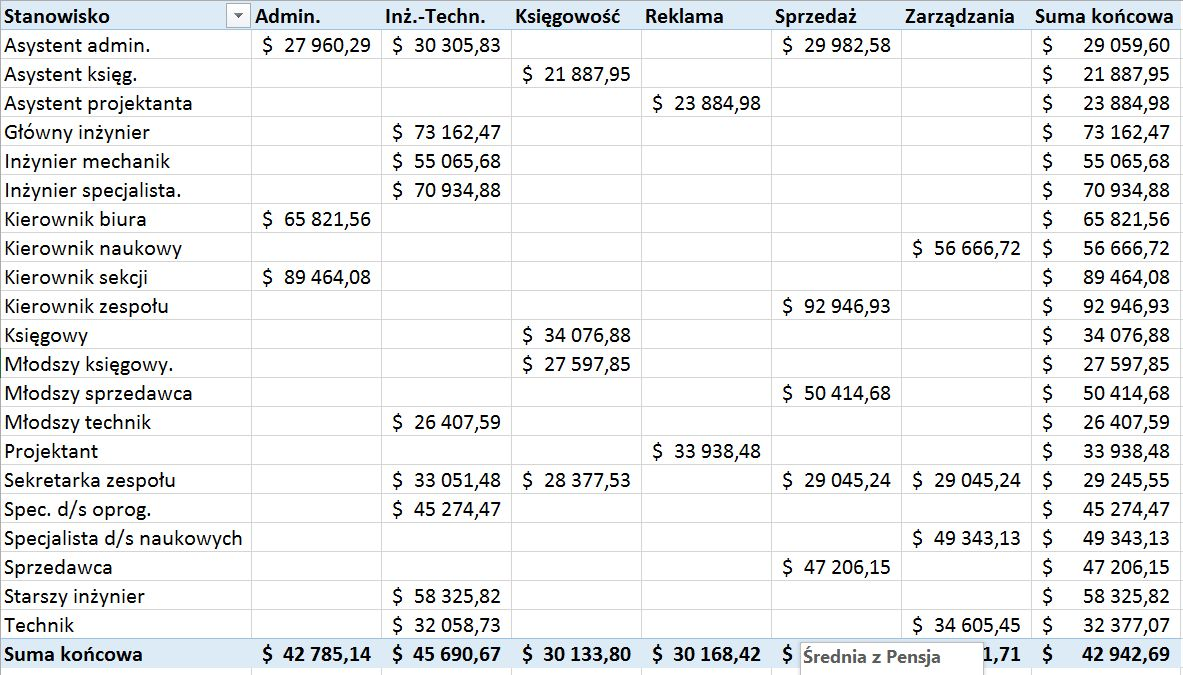 Stanowisko Admin. Inż.-Techn. Księgowość Reklama Sprzedaż Zarządzania Suma końcowa
Asystent admin. $ 27 960,29 $ 30 305,83 $ 29 982,58 $ 29 059,60
Asystent księg. $ 21 887,95 $ 21 887,95
Asystent projektanta $ 23 884,98 $ 23 884,98
Główny inżynier $ 73 162,47 $ 73 162,47
Inżynier mechanik $ 55 065,68 $ 55 065,68
Inżynier specjalista. $ 70 934,88 $ 70 934,88
Kierownik biura $ 65 821,56 $ 65 821,56
Kierownik naukowy $ 56 666,72 $ 56 666,72
Kierownik sekcji $ 89 464,08 $ 89 464,08
Kierownik zespołu $ 92 946,93 $ 92 946,93
Księgowy $ 34 076,88 $ 34 076,88
Młodszy księgowy. $ 27 597,85 $ 27 597,85
Młodszy sprzedawca $ 50 414,68 $ 50 414,68
Młodszy technik $ 26 407,59 $ 26 407,59
Projektant $ 33 938,48 $ 33 938,48
Sekretarka zespołu $ 33 051,48 $ 28 377,53 $ 29 045,24 $ 29 045,24 $ 29 245,55
Spec. d/s oprog. $ 45 274,47 $ 45 274,47
Specjalista d/s naukowych $ 49 343,13 $ 49 343,13
Sprzedawca $ 47 206,15 $ 47 206,15
Starszy inżynier $ 58 325,82 $ 58 325,82
Technik $ 32 058,73 $ 34 605,45 $ 32 377,07
Suma końcowa $ 42 785,14 $ 45 690,67 $ 30 133,80 $ 30 168,42 $ Średnia z Pensja 1,71 $ 42 942,69